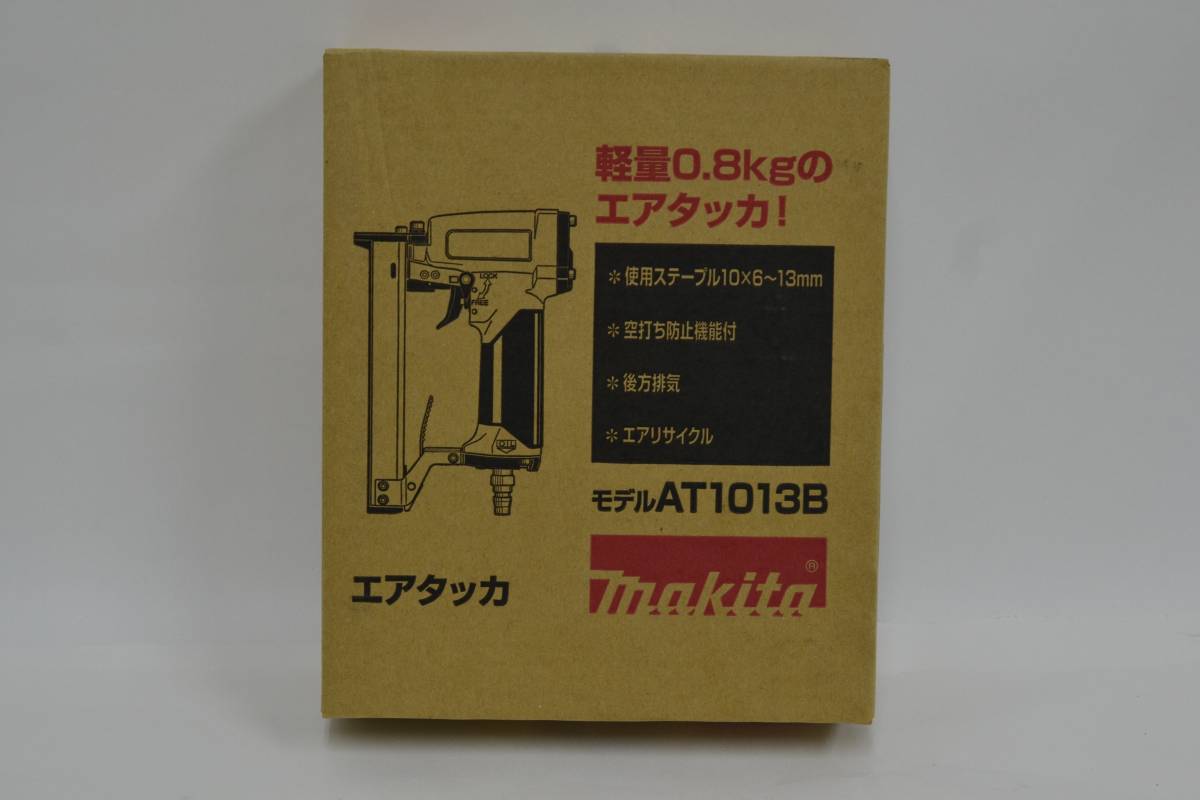 軽量0.8kgの
エアタッカ!
＊使用ステープル10×6～13mm
＊空打ち防止機能付
＊後方排気
＊エアリサイクル
LOCK
FREE
モデルAT1013B
エアタッカ
makita®